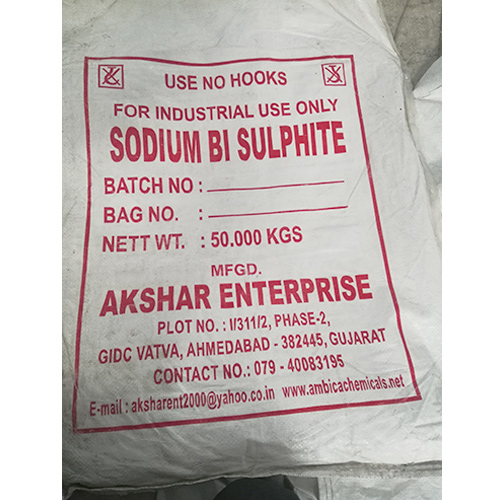 USE NO HOOKS
FOR INDUSTRIAL USE ONLY
SODIUM BI SULPHITE
BATCH NO :
BAG NO. :
NETT WT. : 50.000 KGS
MFGD.
AKSHAR ENTERPRISE
PLOT NO. : I/311/2, PHASE-2,
GIDC VATVA, AHMEDABAD - 382445, GUJARAT
CONTACT NO.: 079 - 40083195
E-mail : aksharent2000@yahoo.co.in www.ambicachemicals.net